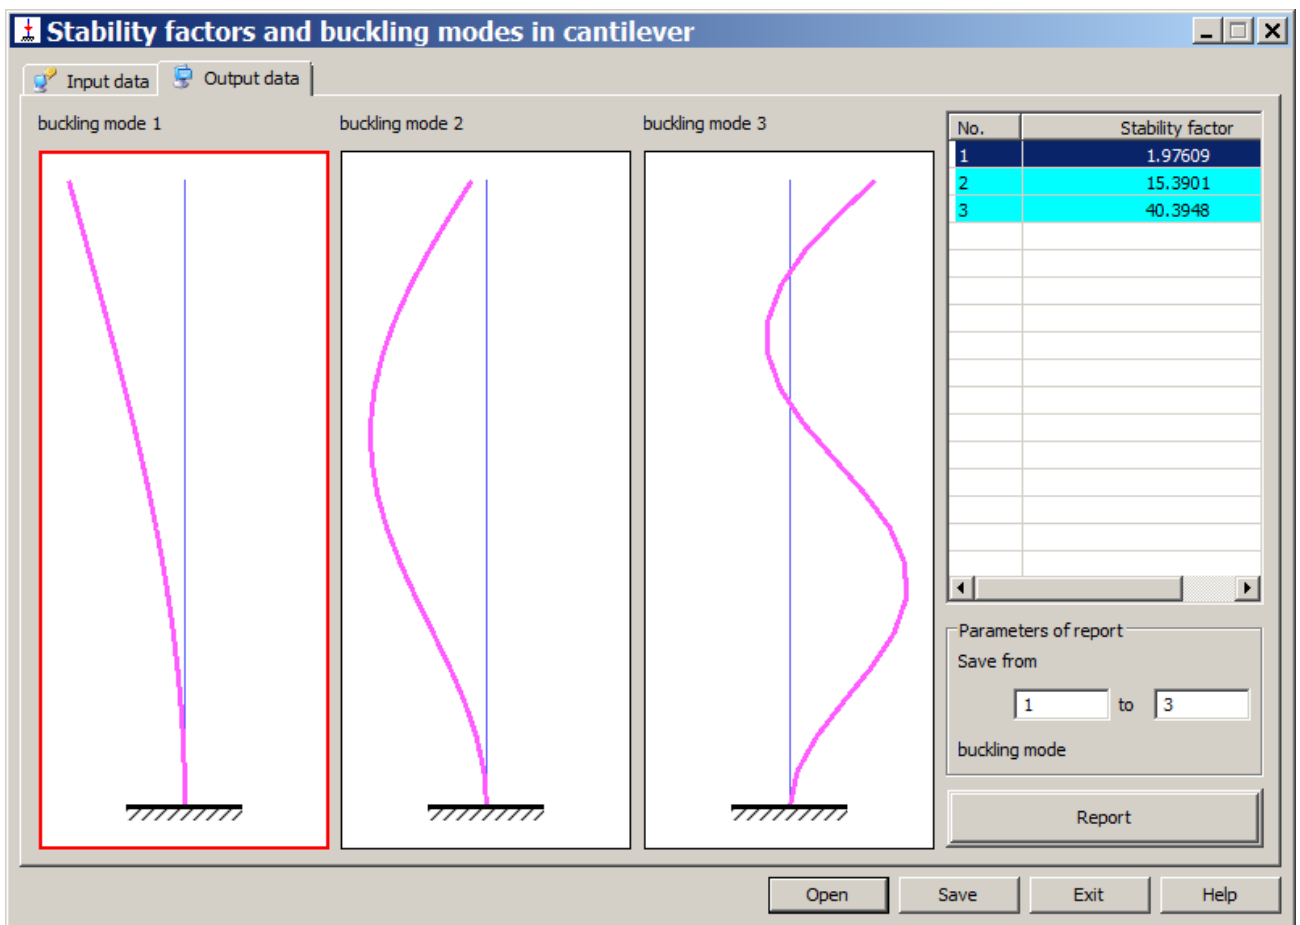 Stability factors and buckling modes in cantilever
Input data
Output data
buckling mode 1
buckling mode 2
buckling mode 3
No. Stability factor
1 1.97609
2 15.3901
3 40.3948
Parameters of report
Save from
1 to 3
buckling mode
Report
Open Save Exit Help